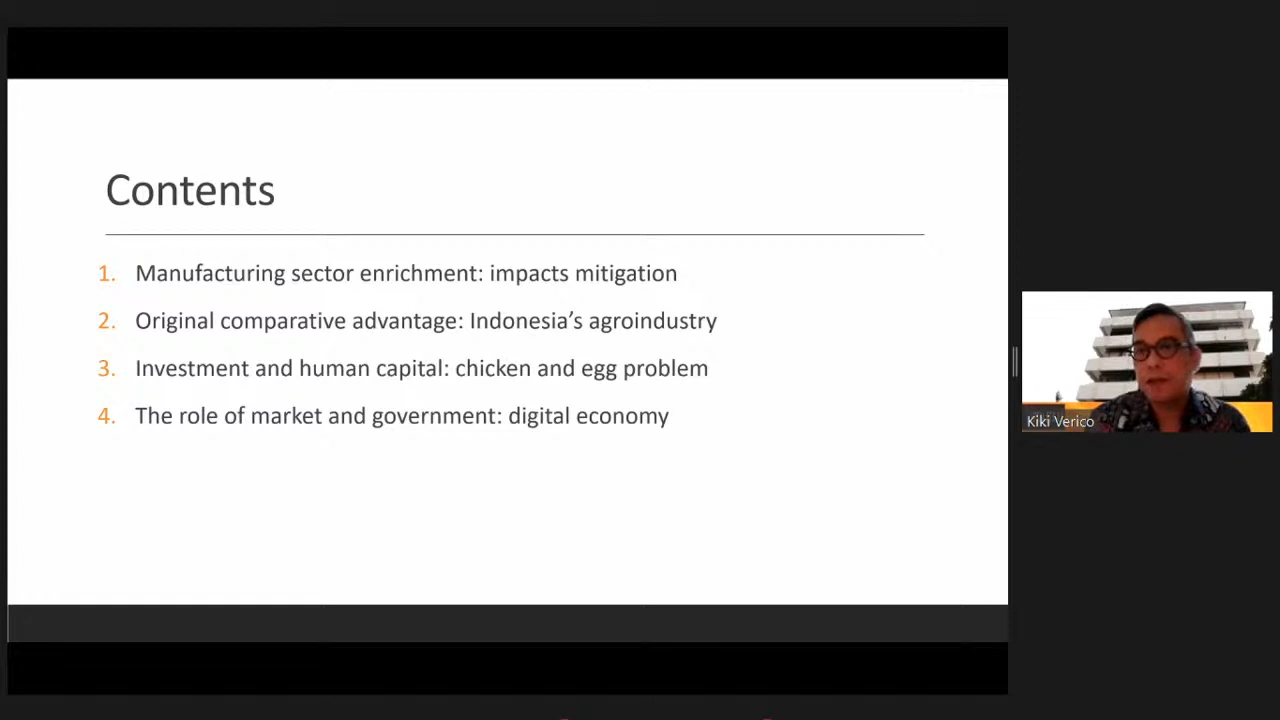 Contents
1. Manufacturing sector enrichment: impacts mitigation
2. Original comparative advantage: Indonesia’s agroindustry
3. Investment and human capital: chicken and egg problem
4. The role of market and government: digital economy
Kiki Verico